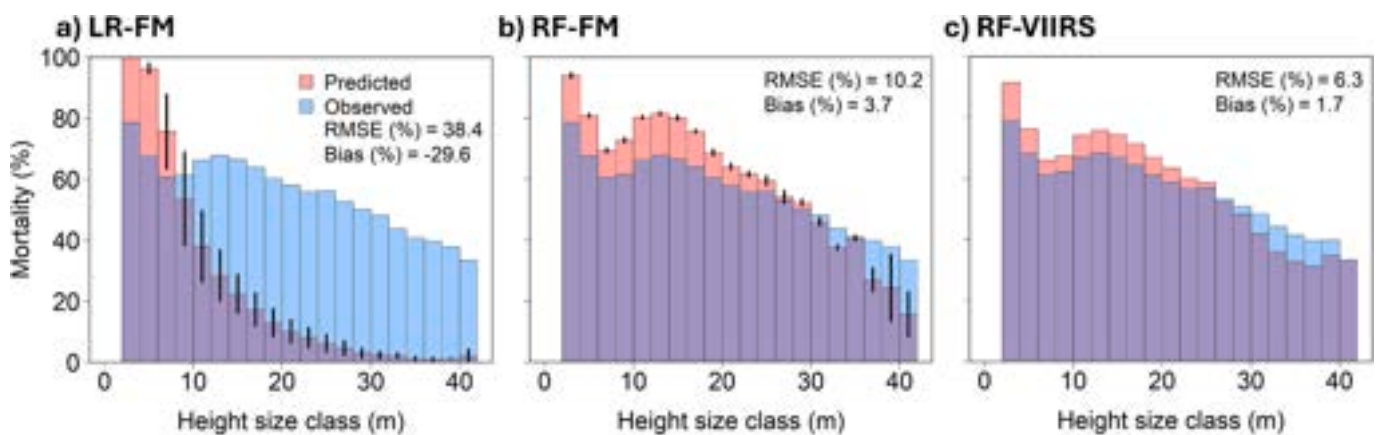 a) LR-FM
b) RF-FM
c) RF-VIIRS
Mortality (%)
100
80
60
40
20
0
Predicted
Observed
RMSE (%) = 38.4
Bias (%) = -29.6
0 10 20 30 40
Height size class (m)
RMSE (%) = 10.2
Bias (%) = 3.7
0 10 20 30 40
Height size class (m)
RMSE (%) = 6.3
Bias (%) = 1.7
0 10 20 30 40
Height size class (m)